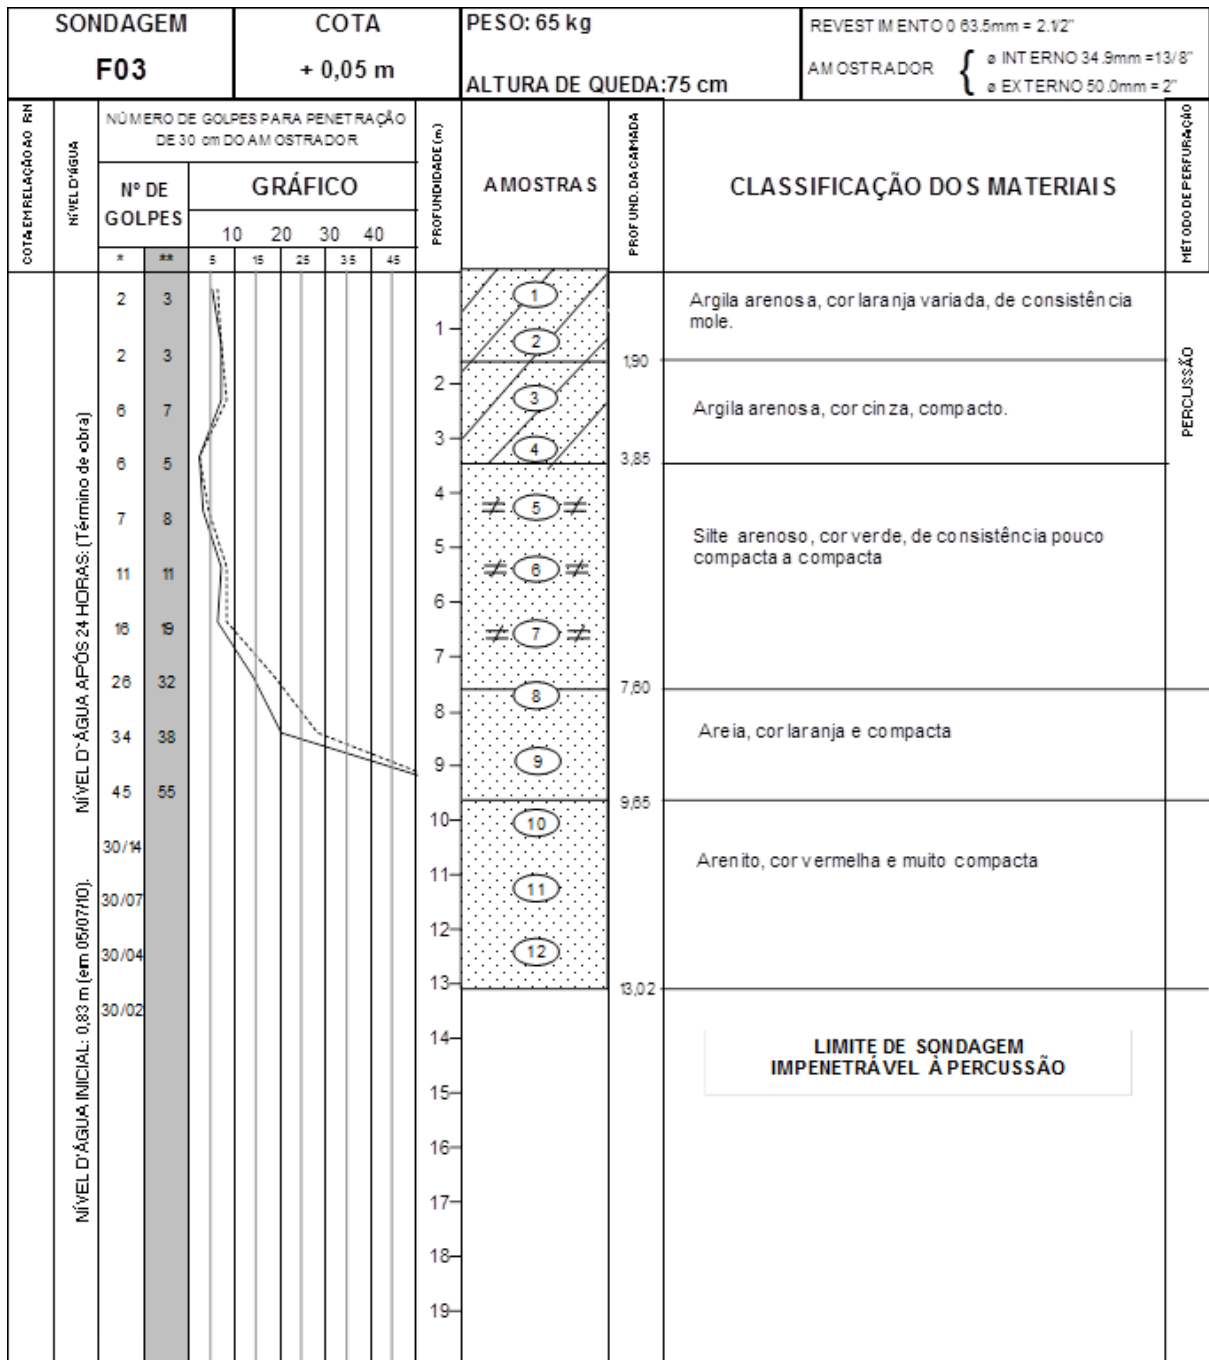 SONDAGEM
F03
COTA
+ 0,05 m
PESO: 65 kg
ALTURA DE QUEDA:75 cm
REVESTIMENTO 0 63.5mm = 2.1/2"
AMOSTRADOR { ø INTERNO 34.9mm =13/8"
ø EXTERNO 50.0mm = 2"
COTA EM RELAÇÃO AO RN
NÍVEL D'ÁGUA
NÚMERO DE GOLPES PARA PENETRAÇÃO
DE 30 cm DO AMOSTRADOR
Nº DE
GOLPES
GRÁFICO
10 20 30 40
* ** 5 15 25 35 45
PROFUNDIDADE (m)
AMOSTRAS
PROFUND. DA CAMADA
CLASSIFICAÇÃO DOS MATERIAIS
MÉTODO DE PERFURAÇÃO
NÍVEL D'ÁGUA INICIAL: 0,83 m (em 05/07/10).
NÍVEL D'ÁGUA APÓS 24 HORAS: (Término de obra)
2 3
2 3
6 7
6 5
7 8
11 11
16 19
26 32
34 38
45 55
30/14
30/07
30/04
30/02
1
2
3
4
5
6
7
8
9
10
11
12
13
14
15
16
17
18
19
1
2
3
4
5
6
7
8
9
10
11
12
1,90
3,85
7,60
9,65
13,02
Argila arenosa, cor laranja variada, de consistência
mole.
Argila arenosa, cor cinza, compacto.
Silte arenoso, cor verde, de consistência pouco
compacta a compacta
Areia, cor laranja e compacta
Arenito, cor vermelha e muito compacta
LIMITE DE SONDAGEM
IMPENETRÁVEL À PERCUSSÃO
PERCUSSÃO